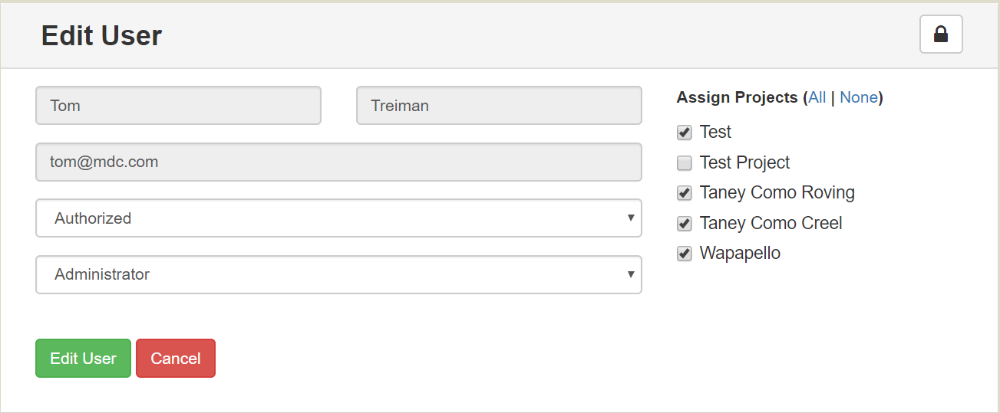 Edit User
Tom
Treiman
tom@mdc.com
Authorized
Administrator
Edit User
Cancel
Assign Projects (All | None)
Test
Test Project
Taney Como Roving
Taney Como Creel
Wapapello